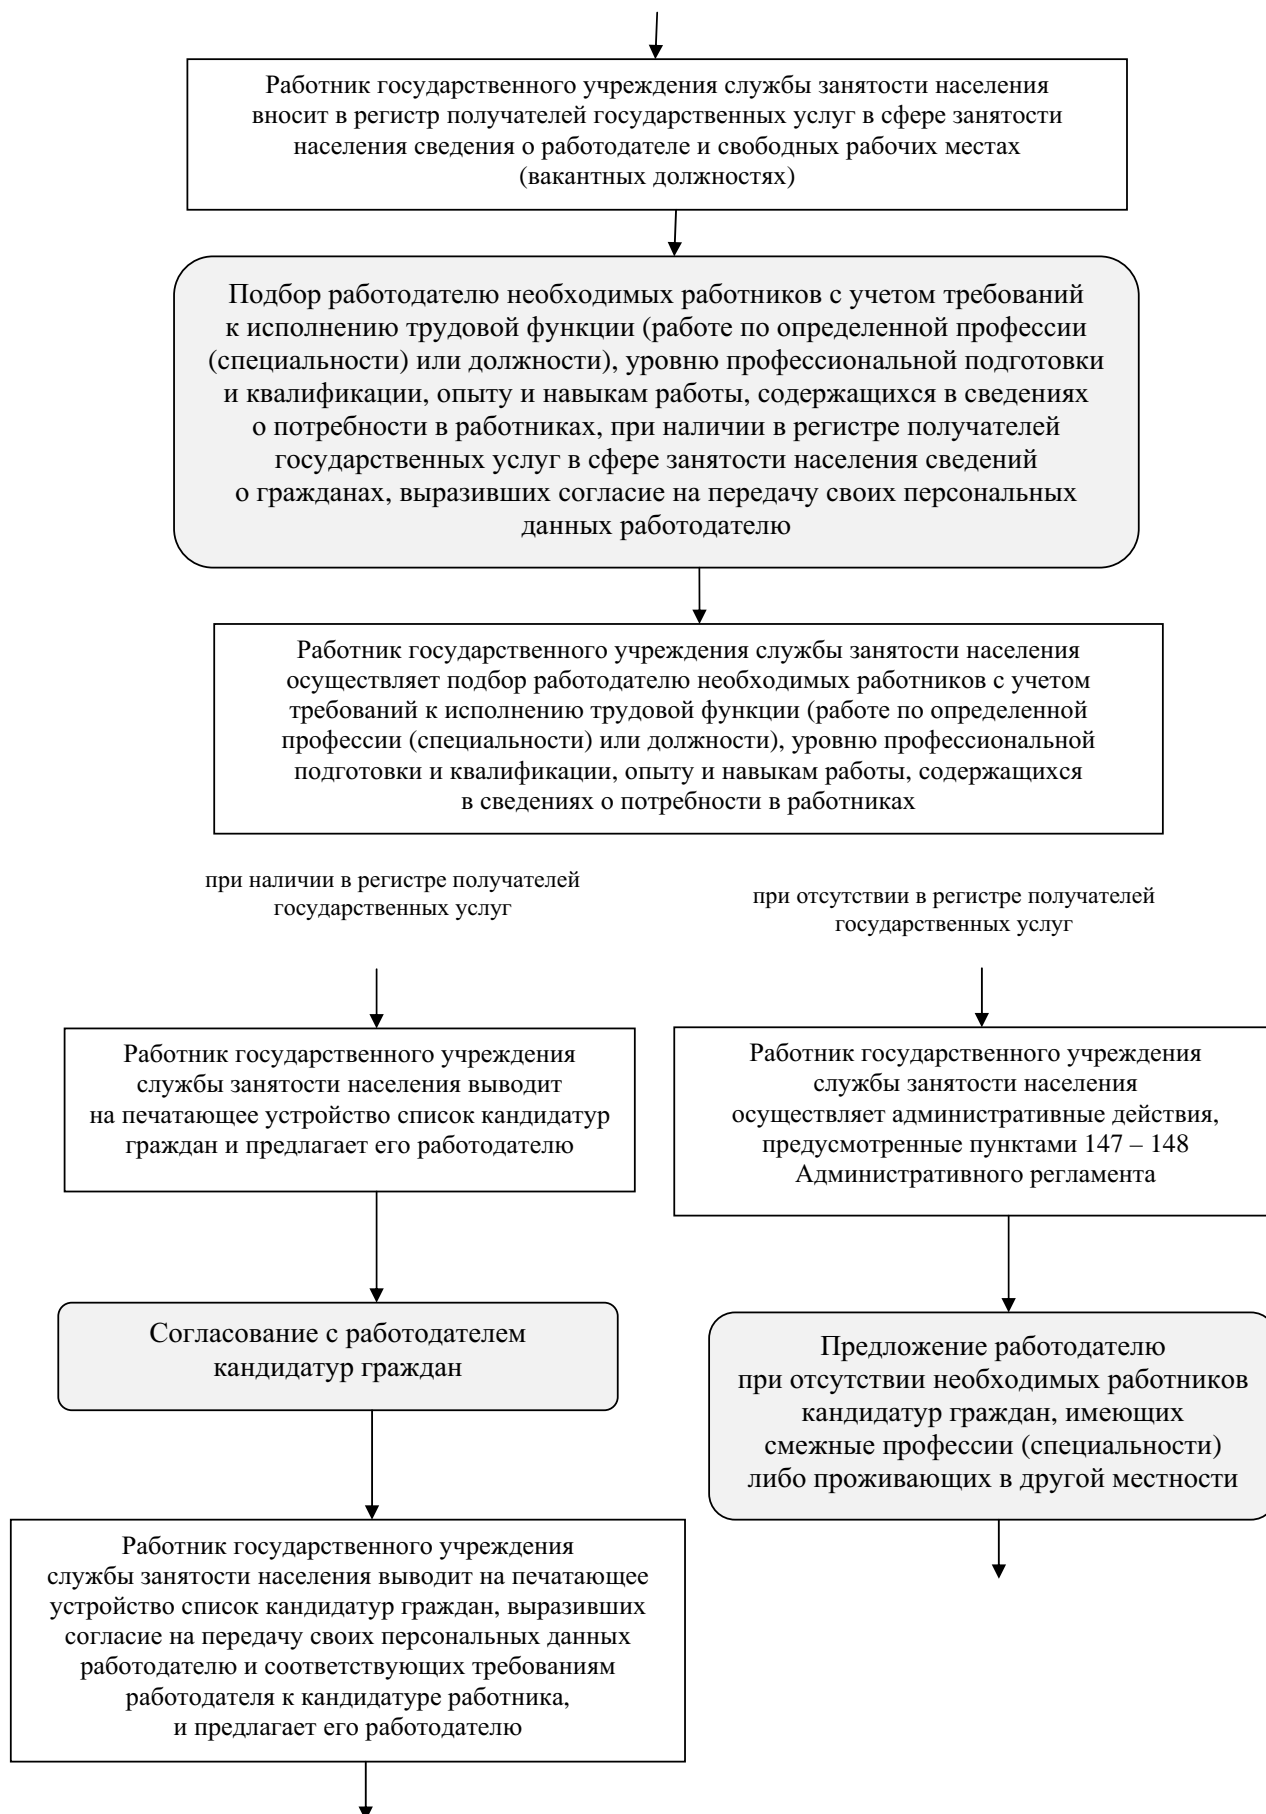 Работник государственного учреждения службы занятости населения
вносит в регистр получателей государственных услуг в сфере занятости
населения сведения о работодателе и свободных рабочих местах
(вакантных должностях)
Подбор работодателю необходимых работников с учетом требований
к исполнению трудовой функции (работе по определенной профессии
(специальности) или должности), уровню профессиональной подготовки
и квалификации, опыту и навыкам работы, содержащихся в сведениях
о потребности в работниках, при наличии в регистре получателей
государственных услуг в сфере занятости населения сведений
о гражданах, выразивших согласие на передачу своих персональных
данных работодателю
Работник государственного учреждения службы занятости населения
осуществляет подбор работодателю необходимых работников с учетом
требований к исполнению трудовой функции (работе по определенной
профессии (специальности) или должности), уровню профессиональной
подготовки и квалификации, опыту и навыкам работы, содержащихся
в сведениях о потребности в работниках
при наличии в регистре получателей
государственных услуг
при отсутствии в регистре получателей
государственных услуг
Работник государственного учреждения
службы занятости населения выводит
на печатающее устройство список кандидатур
граждан и предлагает его работодателю
Работник государственного учреждения
службы занятости населения
осуществляет административные действия,
предусмотренные пунктами 147 – 148
Административного регламента
Согласование с работодателем
кандидатур граждан
Предложение работодателю
при отсутствии необходимых работников
кандидатур граждан, имеющих
смежные профессии (специальности)
либо проживающих в другой местности
Работник государственного учреждения
службы занятости населения выводит на печатающее
устройство список кандидатур граждан, выразивших
согласие на передачу своих персональных данных
работодателю и соответствующих требованиям
работодателя к кандидатуре работника,
и предлагает его работодателю